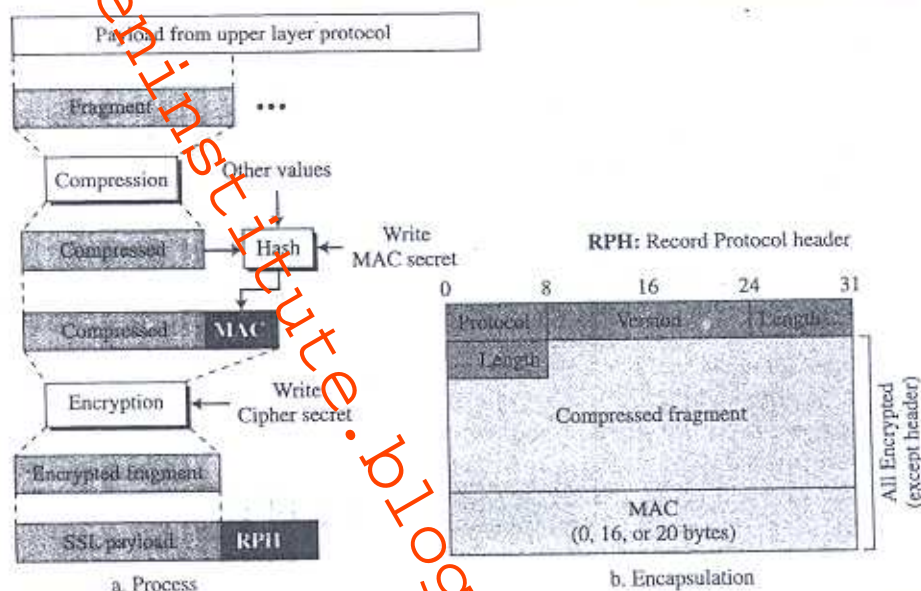 Payload from upper layer protocol
Fragment
•••
Compression
Other values
Compressed
Hash
Write
MAC secret
Compressed
MAC
Encryption
Write
Cipher secret
Encrypted fragment
SSL payload
RPH
a. Process
RPH: Record Protocol header
0 8 16 24 31
Protocol
Version
Length...
Length
Compressed fragment
MAC
(0, 16, or 20 bytes)
All Encrypted
(except header)
b. Encapsulation
eninstitute.blog